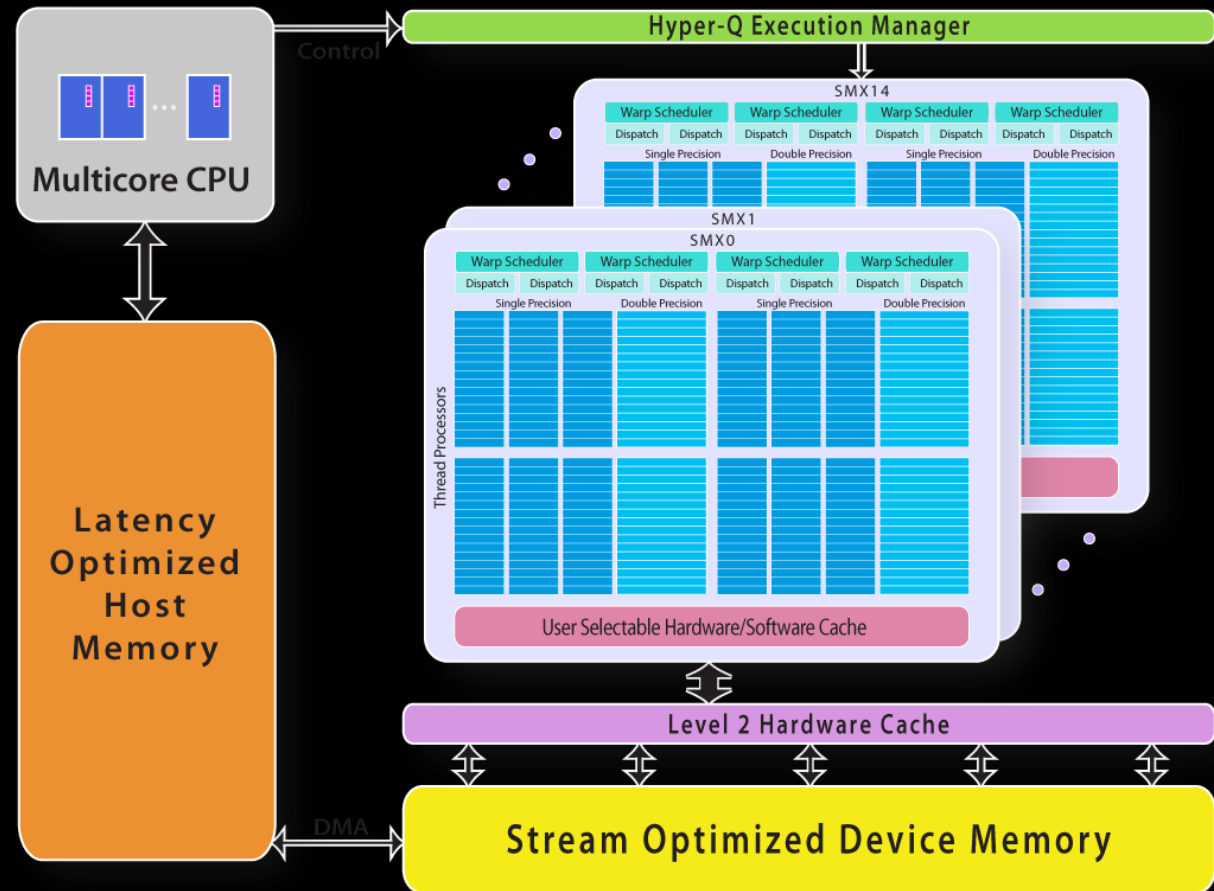 Control
Hyper-Q Execution Manager
Multicore CPU
SMX14
Warp Scheduler Warp Scheduler Warp Scheduler Warp Scheduler
Dispatch Dispatch Dispatch Dispatch Dispatch Dispatch Dispatch Dispatch
Single Precision Double Precision Single Precision Double Precision
SMX1
SMX0
Warp Scheduler Warp Scheduler Warp Scheduler Warp Scheduler
Dispatch Dispatch Dispatch Dispatch Dispatch Dispatch Dispatch Dispatch
Single Precision Double Precision Single Precision Double Precision
Thread Processors
User Selectable Hardware/Software Cache
Latency
Optimized
Host
Memory
Level 2 Hardware Cache
DMA
Stream Optimized Device Memory